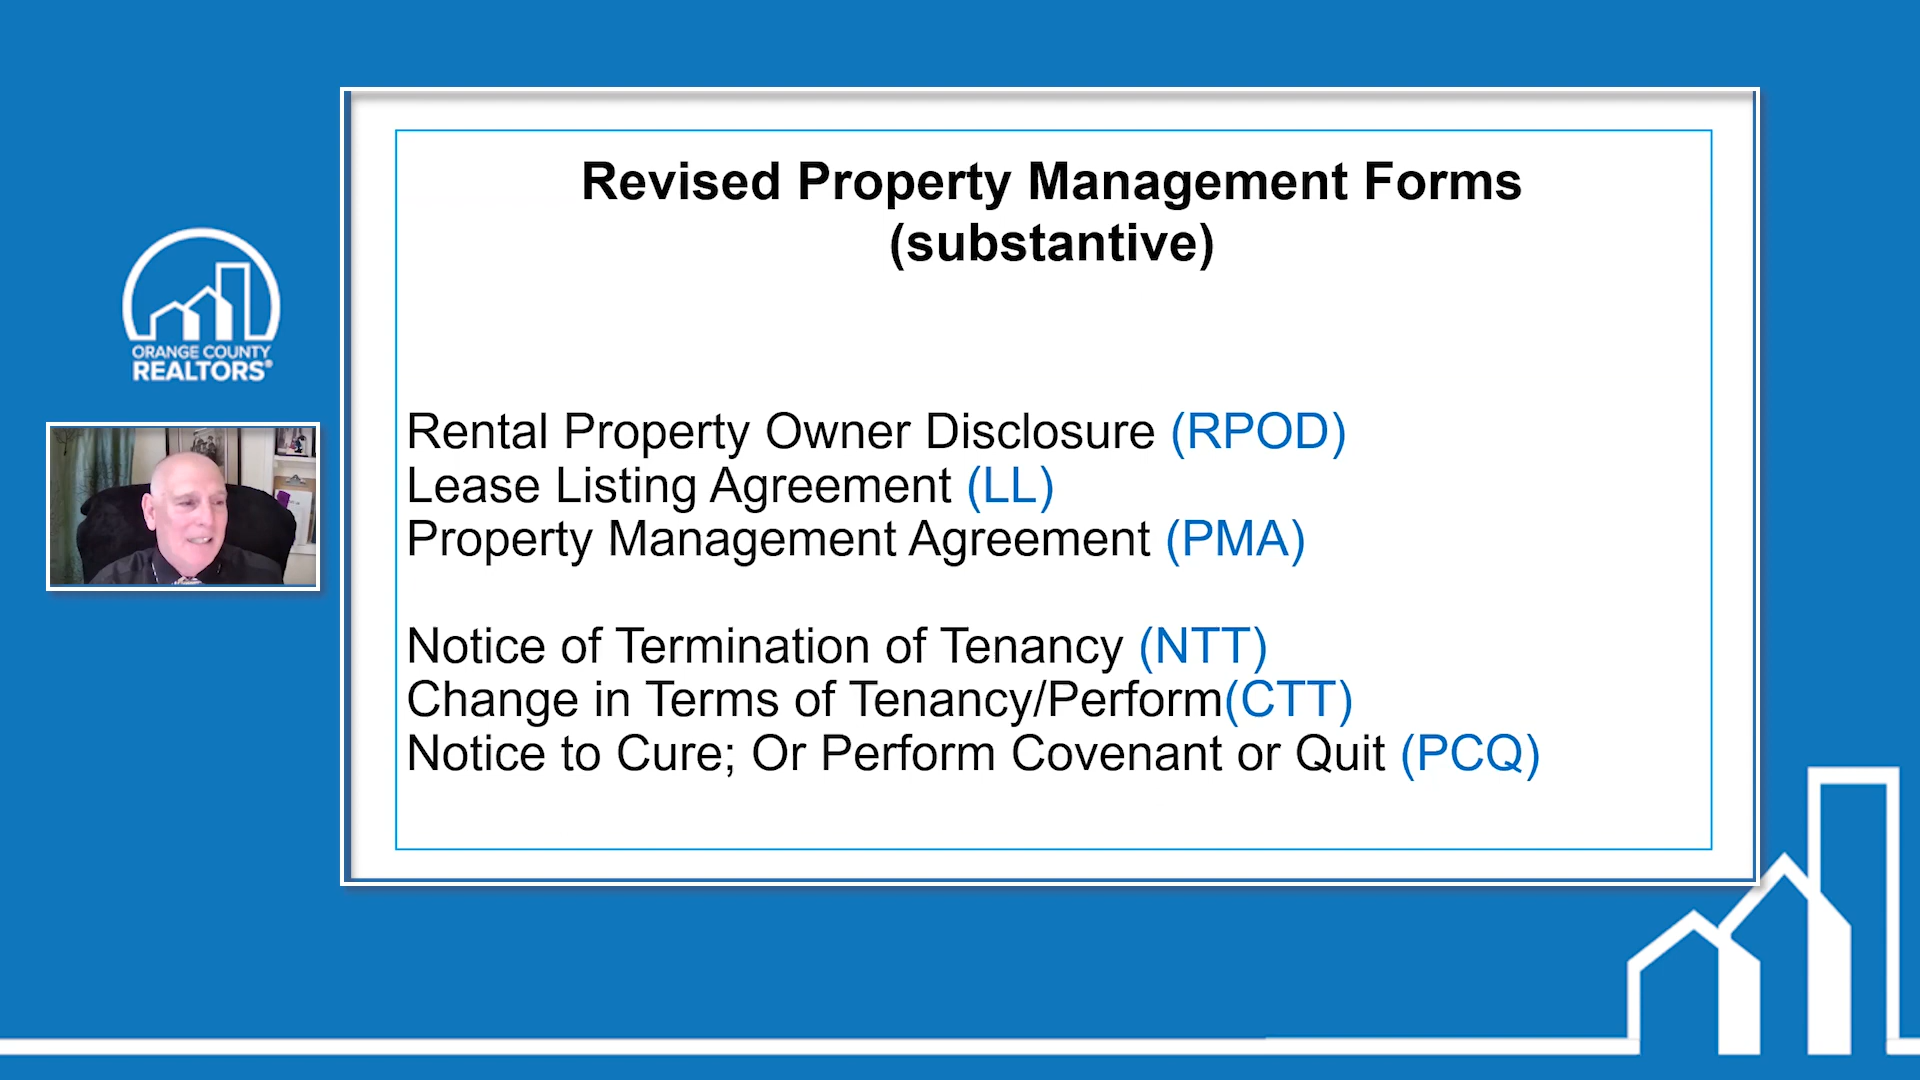 ORANGE COUNTY
REALTORS®
Revised Property Management Forms
(substantive)
Rental Property Owner Disclosure (RPOD)
Lease Listing Agreement (LL)
Property Management Agreement (PMA)
Notice of Termination of Tenancy (NTT)
Change in Terms of Tenancy/Perform(CTT)
Notice to Cure; Or Perform Covenant or Quit (PCQ)